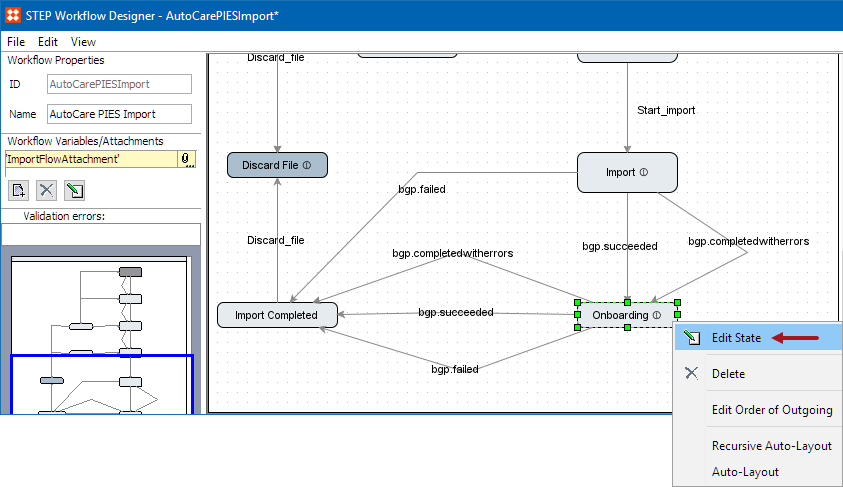 STEP Workflow Designer - AutoCarePIESImport*
File Edit View
Workflow Properties
ID AutoCarePIESImport
Name AutoCare PIES Import
Workflow Variables/Attachments
'ImportFlowAttachment'
Validation errors:
Discard_file
Start_import
Discard File
Import
bgp.failed
Discard_file
bgp.succeeded
bgp.completedwitherrors
bgp.completedwitherrors
Import Completed
bgp.succeeded
Onboarding
bgp.failed
Edit State
Delete
Edit Order of Outgoing
Recursive Auto-Layout
Auto-Layout